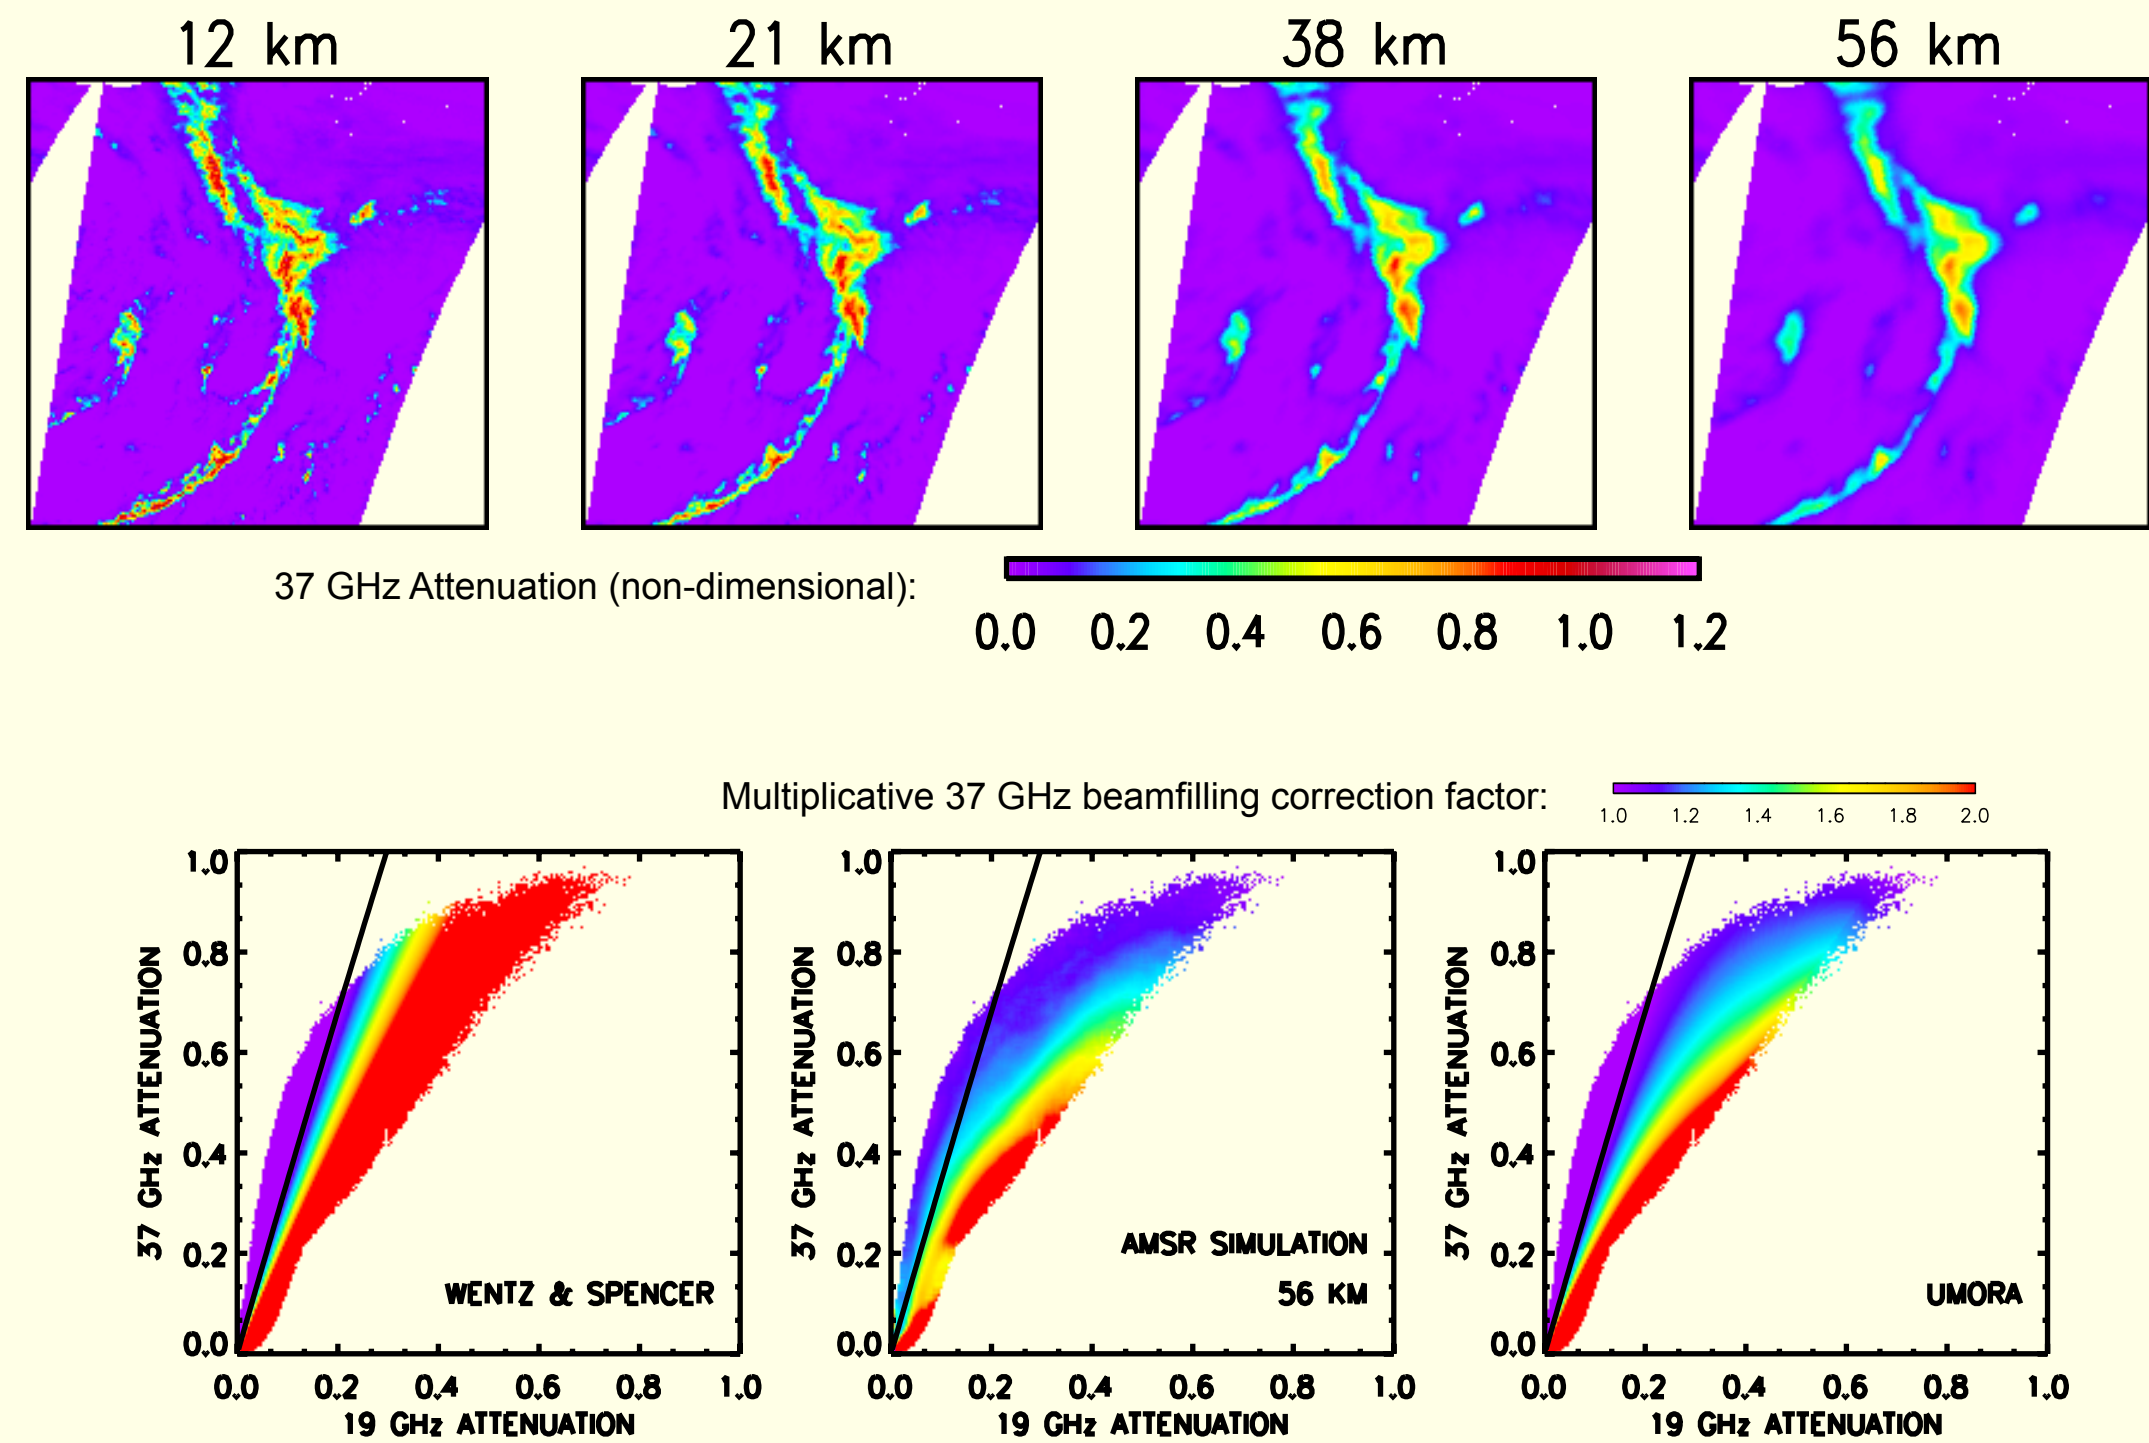 12 km
21 km
38 km
56 km
37 GHz Attenuation (non-dimensional):
0.0 0.2 0.4 0.6 0.8 1.0 1.2
Multiplicative 37 GHz beamfilling correction factor:
1.0 1.2 1.4 1.6 1.8 2.0
37 GHz ATTENUATION
1.0
0.8
0.6
0.4
0.2
0.0
WENTZ & SPENCER
0.0 0.2 0.4 0.6 0.8 1.0
19 GHz ATTENUATION
37 GHz ATTENUATION
1.0
0.8
0.6
0.4
0.2
0.0
AMSR SIMULATION
56 KM
0.0 0.2 0.4 0.6 0.8 1.0
19 GHz ATTENUATION
37 GHz ATTENUATION
1.0
0.8
0.6
0.4
0.2
0.0
UMORA
0.0 0.2 0.4 0.6 0.8 1.0
19 GHz ATTENUATION